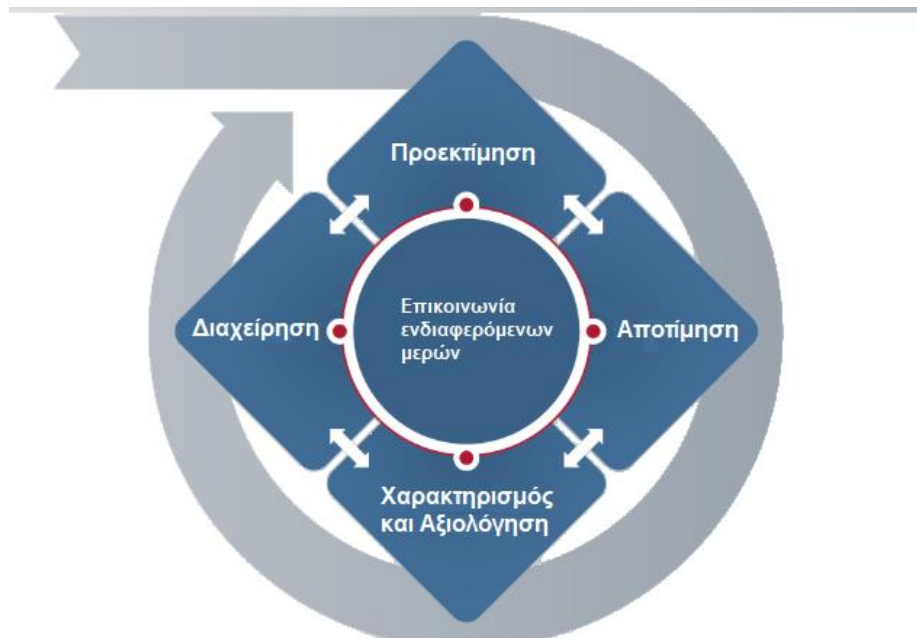 Προεκτίμηση
Επικοινωνία
ενδιαφερόμενων
μερών
Διαχείρηση
Αποτίμηση
Χαρακτηρισμός
και Αξιολόγηση